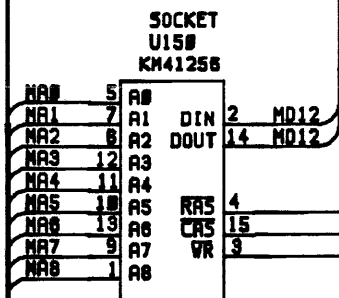 SOCKET
U150
KM41256
MA0 5 A0
MA1 7 A1 DIN 2 MD12
MA2 6 A2 DOUT 14 MD12
MA3 12 A3
MA4 11 A4
MA5 10 A5 RAS 4
MA6 13 A6 CAS 15
MA7 9 A7 WR 3
MA8 1 A8